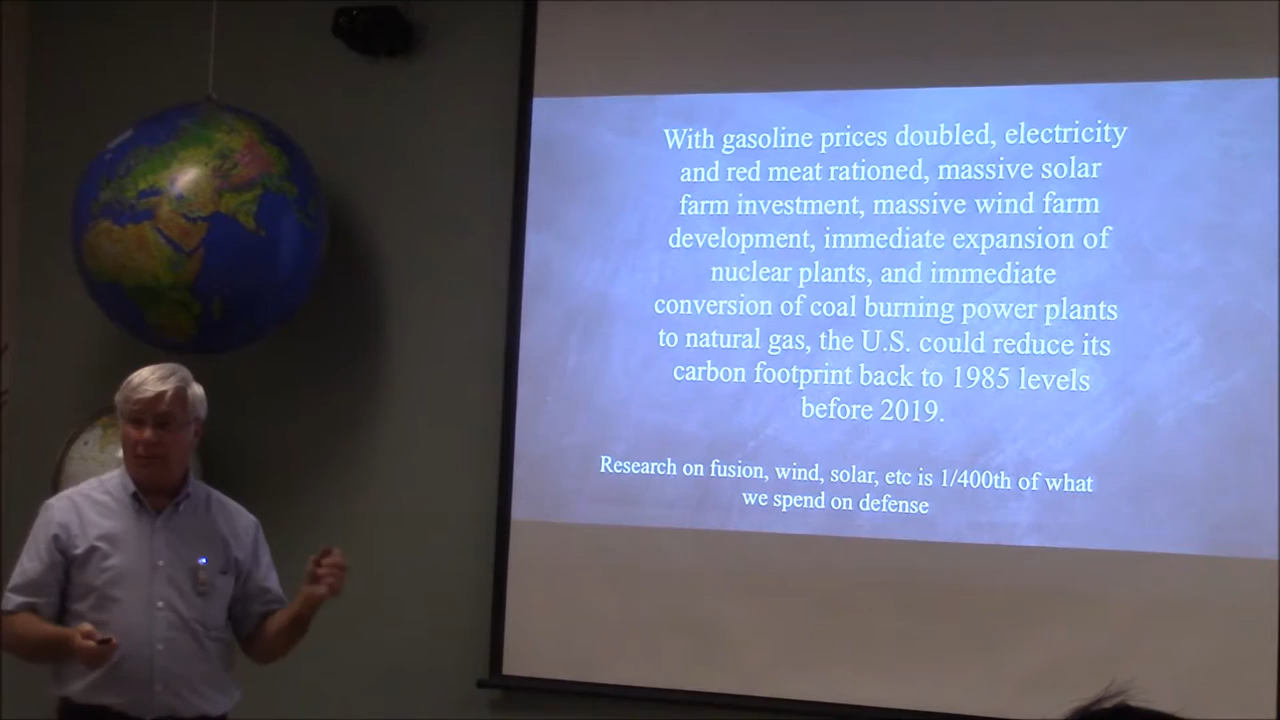 With gasoline prices doubled, electricity
and red meat rationed, massive solar
farm investment, massive wind farm
development, immediate expansion of
nuclear plants, and immediate
conversion of coal burning power plants
to natural gas, the U.S. could reduce its
carbon footprint back to 1985 levels
before 2019.
Research on fusion, wind, solar, etc is 1/400th of what
we spend on defense